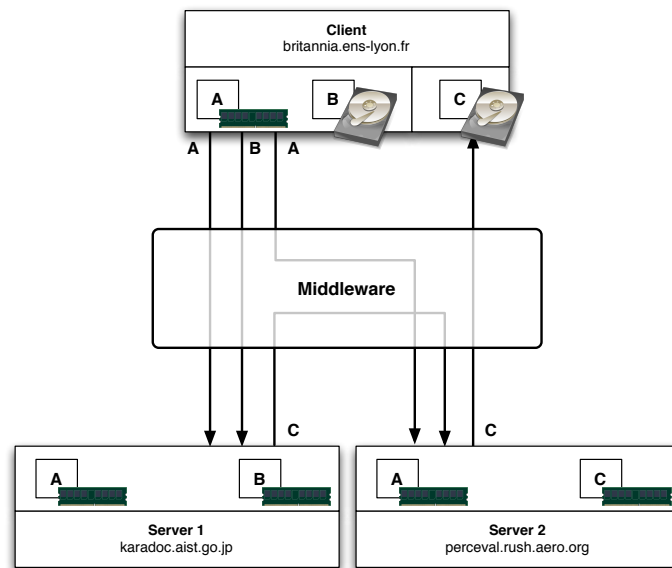 Client
britannia.ens-lyon.fr
A
B
C
A
B
A
Middleware
C
C
A
B
A
C
Server 1
karadoc.aist.go.jp
Server 2
perceval.rush.aero.org